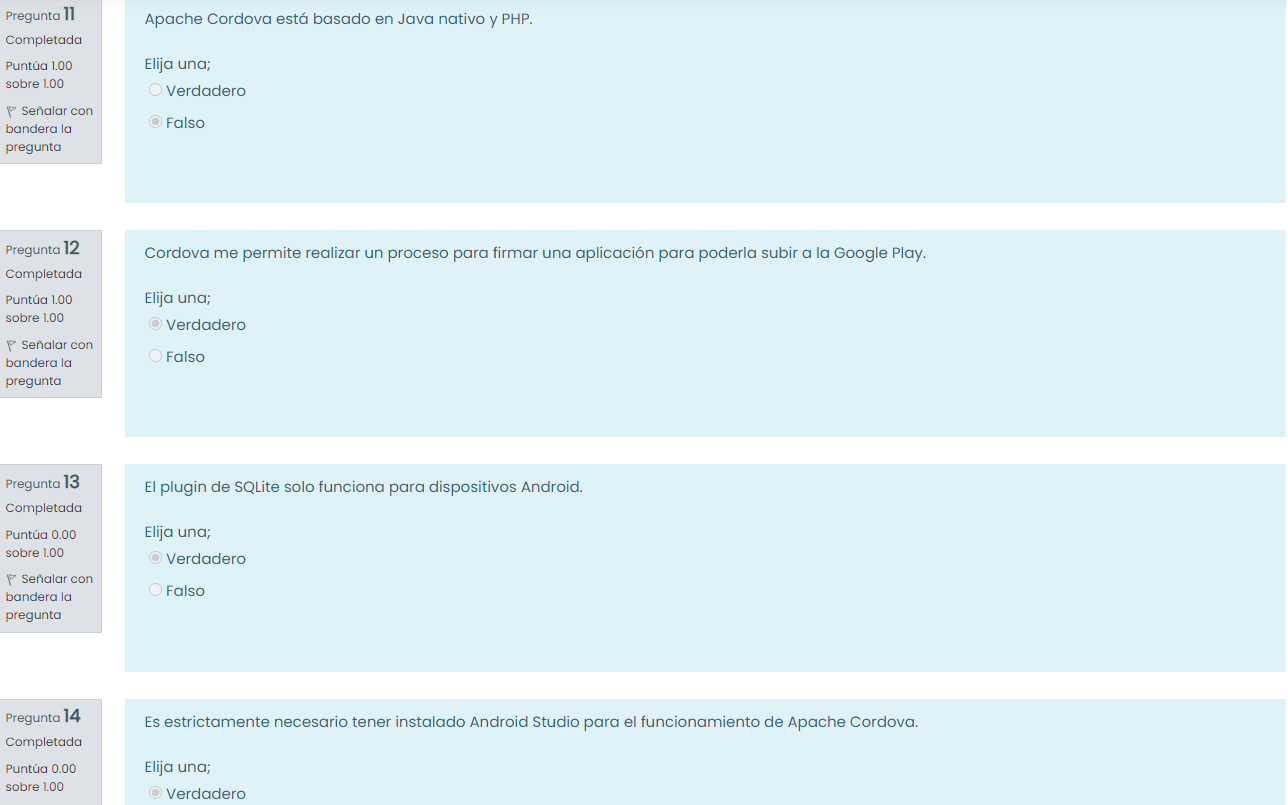 Pregunta 11
Completada
Puntúa 1.00
sobre 1.00
Señalar con
bandera la
pregunta
Apache Cordova está basado en Java nativo y PHP.
Elija una;
Verdadero
Falso
Pregunta 12
Completada
Puntúa 1.00
sobre 1.00
Señalar con
bandera la
pregunta
Cordova me permite realizar un proceso para firmar una aplicación para poderla subir a la Google Play.
Elija una;
Verdadero
Falso
Pregunta 13
Completada
Puntúa 0.00
sobre 1.00
Señalar con
bandera la
pregunta
El plugin de SQLite solo funciona para dispositivos Android.
Elija una;
Verdadero
Falso
Pregunta 14
Completada
Puntúa 0.00
sobre 1.00
Es estrictamente necesario tener instalado Android Studio para el funcionamiento de Apache Cordova.
Elija una;
Verdadero